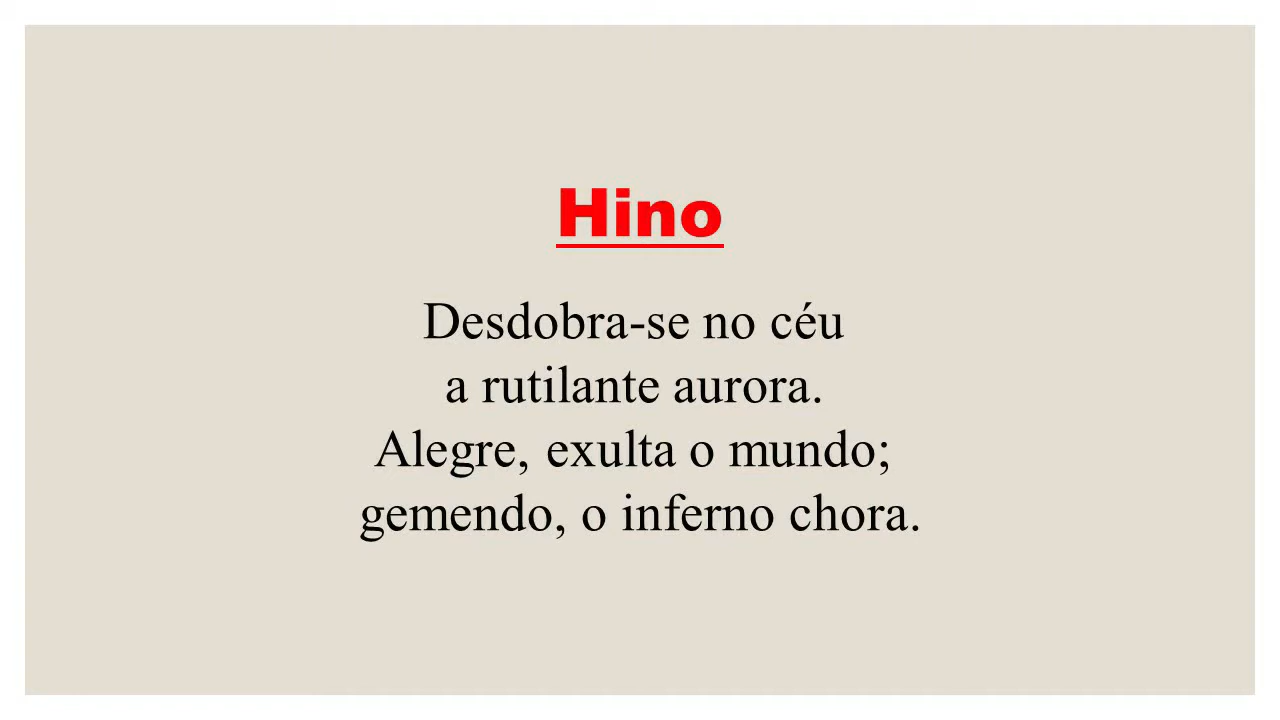 Hino
Desdobra-se no céu
a rutilante aurora.
Alegre, exulta o mundo;
gemendo, o inferno chora.